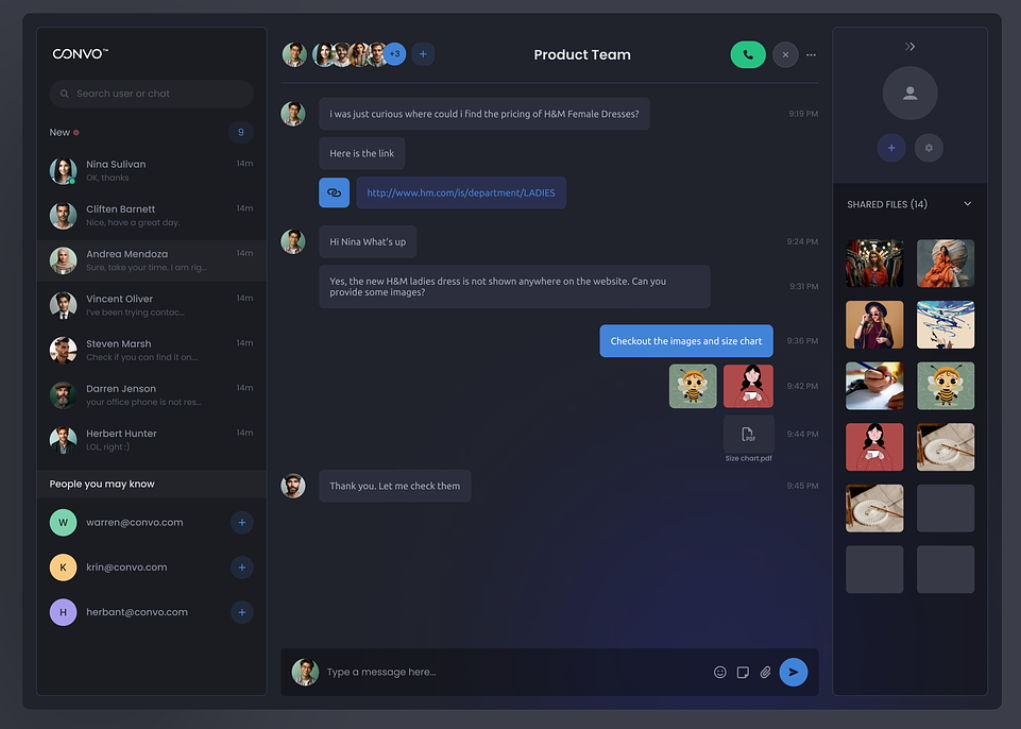 CONVO™
Search user or chat
New
9
Nina Sulivan
14m
OK, thanks
Cliften Barnett
14m
Nice, have a great day.
Andrea Mendoza
14m
Sure, take your time. I am rig...
Vincent Oliver
14m
I've been trying contac...
Steven Marsh
14m
Check if you can find it on....
Darren Jenson
14m
your office phone is not res...
Herbert Hunter
14m
LOL, right :)
People you may know
W
warren@convo.com
+
K
krin@convo.com
+
H
herbant@convo.com
+
+3
+
Product Team
i was just curious where could i find the pricing of H&M Female Dresses?
9:19 PM
Here is the link
http://www.hm.com/is/department/LADIES
Hi Nina What's up
9:24 PM
Yes, the new H&M ladies dress is not shown anywhere on the website. Can you
provide some images?
9:31 PM
Checkout the images and size chart
9:36 PM
9:42 PM
PDF
9:44 PM
Size chart.pdf
Thank you. Let me check them
9:45 PM
Type a message here...
+
SHARED FILES (14)